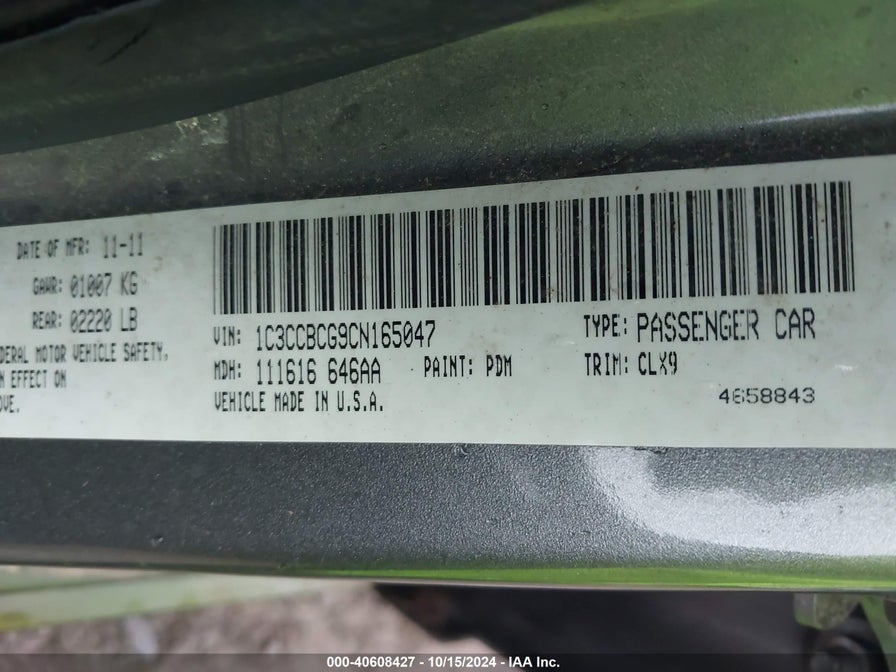 DATE OF MFR: 11-11
GAWR: 01007 KG
REAR: 02220 LB
DERAL MOTOR VEHICLE SAFETY,
N EFFECT ON
OVE.
VIN: 1C3CCBCG9CN165047
TYPE: PASSENGER CAR
MDH: 111616 646AA
PAINT: PDM
TRIM: CLX9
VEHICLE MADE IN U.S.A.
4658843
000-40608427 - 10/15/2024 - IAA Inc.